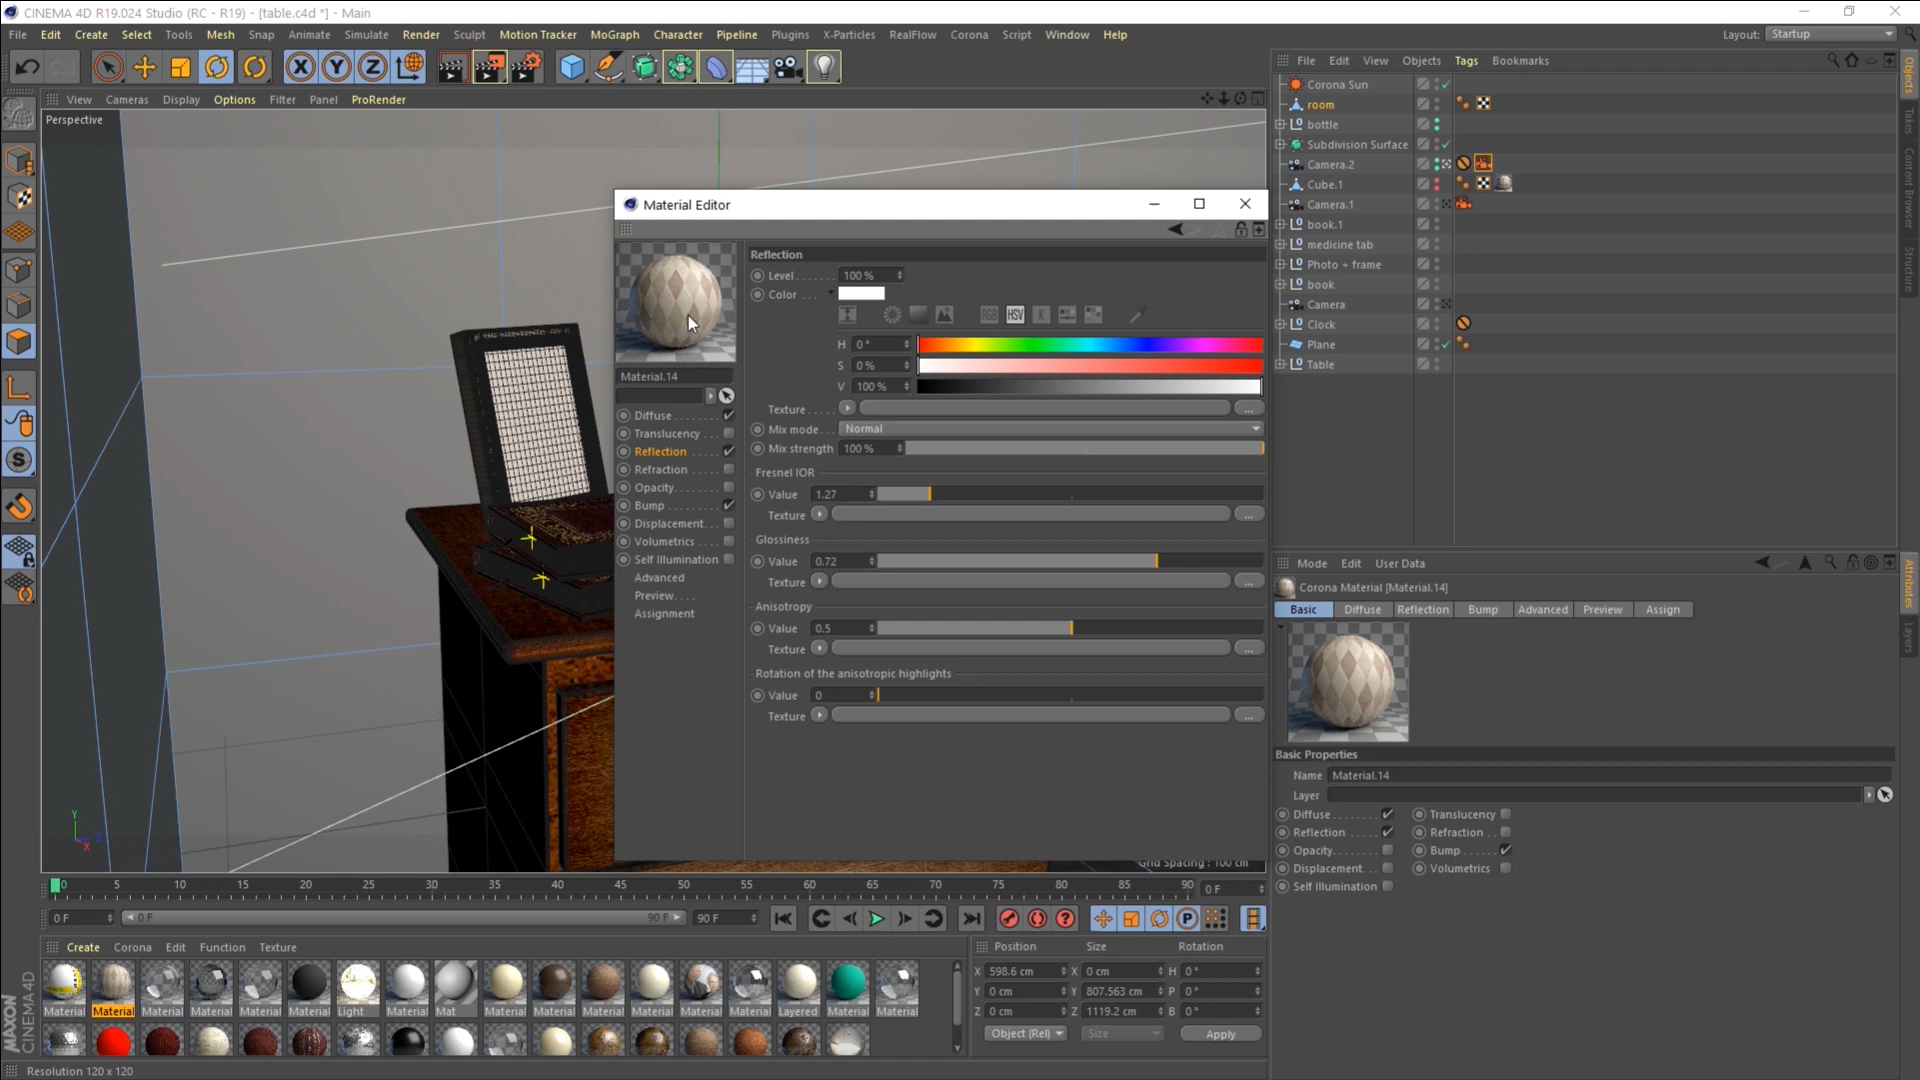 CINEMA 4D R19.024 Studio (RC - R19) - [table.c4d *] - Main
File Edit Create Select Tools Mesh Snap Animate Simulate Render Sculpt Motion Tracker MoGraph Character Pipeline Plugins X-Particles RealFlow Corona Script Window Help
Layout: Startup
View Cameras Display Options Filter Panel ProRender
Perspective
Material Editor
Material.14
Diffuse
Translucency
Reflection
Refraction
Opacity
Bump
Displacement
Volumetrics
Self Illumination
Advanced
Preview
Assignment
Reflection
Level 100 %
Color
RGB HSV K
H 0 °
S 0 %
V 100 %
Texture ...
Mix mode Normal
Mix strength 100 %
Fresnel IOR
Value 1.27
Texture ...
Glossiness
Value 0.72
Texture ...
Anisotropy
Value 0.5
Texture ...
Rotation of the anisotropic highlights
Value 0
Texture ...
Grid Spacing : 100 cm
Y
Z
X
File Edit View Objects Tags Bookmarks
Corona Sun
room
bottle
Subdivision Surface
Camera.2
Cube.1
Camera.1
book.1
medicine tab
Photo + frame
book
Camera
Clock
Plane
Table
Objects
Takes
Content Browser
Structure
Mode Edit User Data
Corona Material [Material.14]
Basic Diffuse Reflection Bump Advanced Preview Assign
Attributes
Layers
Basic Properties
Name Material.14
Layer
Diffuse Translucency
Reflection Refraction
Opacity Bump
Displacement Volumetrics
Self Illumination
0 5 10 15 20 25 30 35 40 45 50 55 60 65 70 75 80 85 90 0 F
0 F 0 F 90 F 90 F
Create Corona Edit Function Texture
Material Material Material Material Material Material Light Material Mat Material Material Material Material Material Material Layered Material Material
Position Size Rotation
X 598.6 cm X 0 cm H 0 °
Y 0 cm Y 807.563 cm P 0 °
Z 0 cm Z 1119.2 cm B 0 °
Object (Rel) Size Apply
MAXON
CINEMA 4D
Resolution 120 x 120